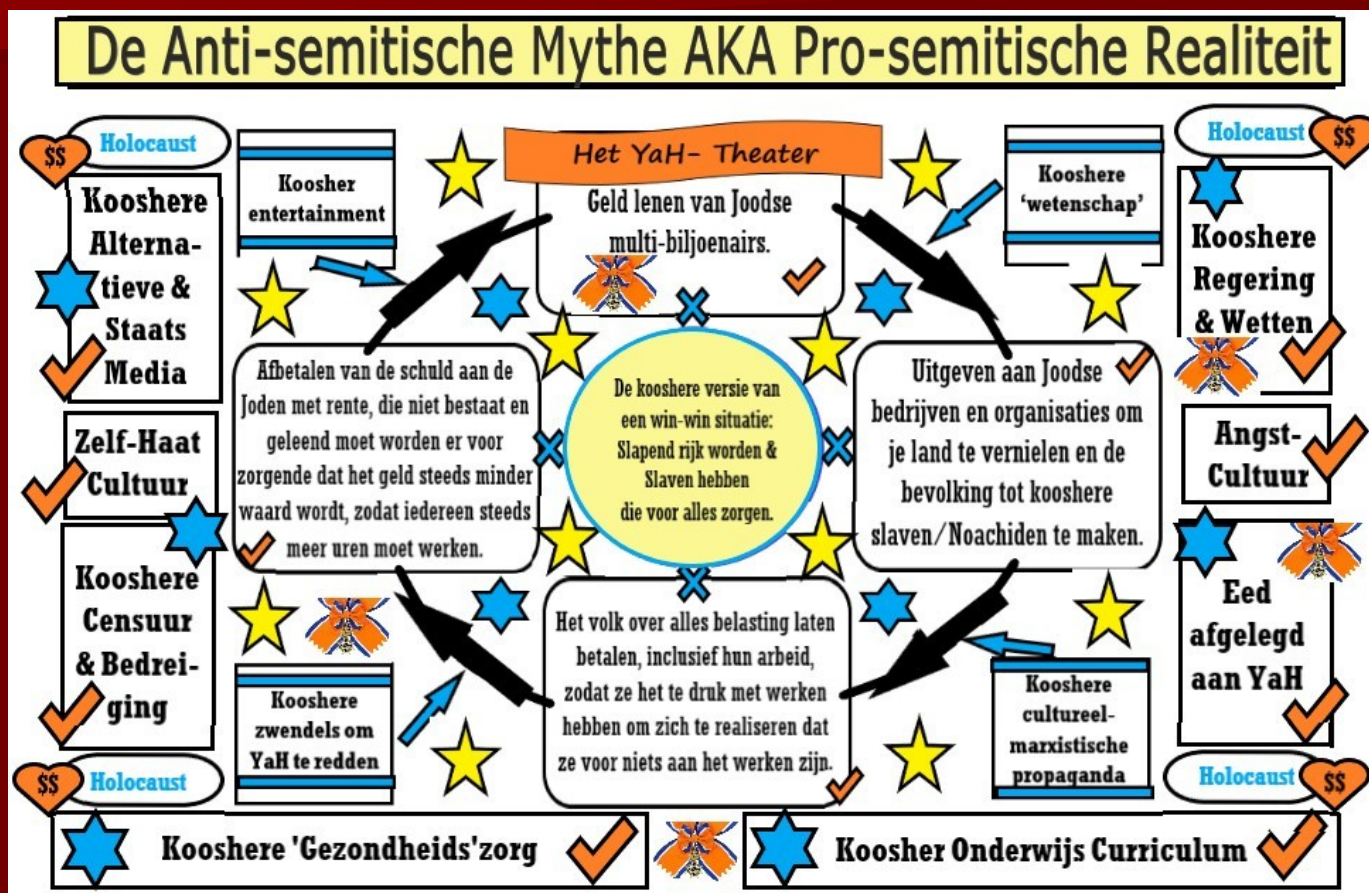 De Anti-semitische Mythe AKA Pro-semitische Realiteit
Holocaust
$$
Kooshere
Alterna-
tieve &
Staats
Media
Zelf-Haat
Cultuur
Kooshere
Censuur
& Bedrei-
ging
$$
Holocaust
Koosher
entertainment
Het YaH- Theater
Geld lenen van Joodse
multi-biljoenairs.
Kooshere
‘wetenschap’
Afbetalen van de schuld aan de
Joden met rente, die niet bestaat en
geleend moet worden er voor
zorgende dat het geld steeds minder
waard wordt, zodat iedereen steeds
meer uren moet werken.
De kooshere versie van
een win-win situatie:
Slapend rijk worden &
Slaven hebben
die voor alles zorgen.
Uitgeven aan Joodse
bedrijven en organisaties om
je land te vernielen en de
bevolking tot kooshere
slaven/Noachiden te maken.
Kooshere
zwendels om
YaH te redden
Het volk over alles belasting laten
betalen, inclusief hun arbeid,
zodat ze het te druk met werken
hebben om zich te realiseren dat
ze voor niets aan het werken zijn.
Kooshere
cultureel-
marxistische
propaganda
Holocaust
$$
Kooshere
Regering
& Wetten
Angst-
Cultuur
Eed
afgelegd
aan YaH
Holocaust
$$
Kooshere 'Gezondheids'zorg
Koosher Onderwijs Curriculum